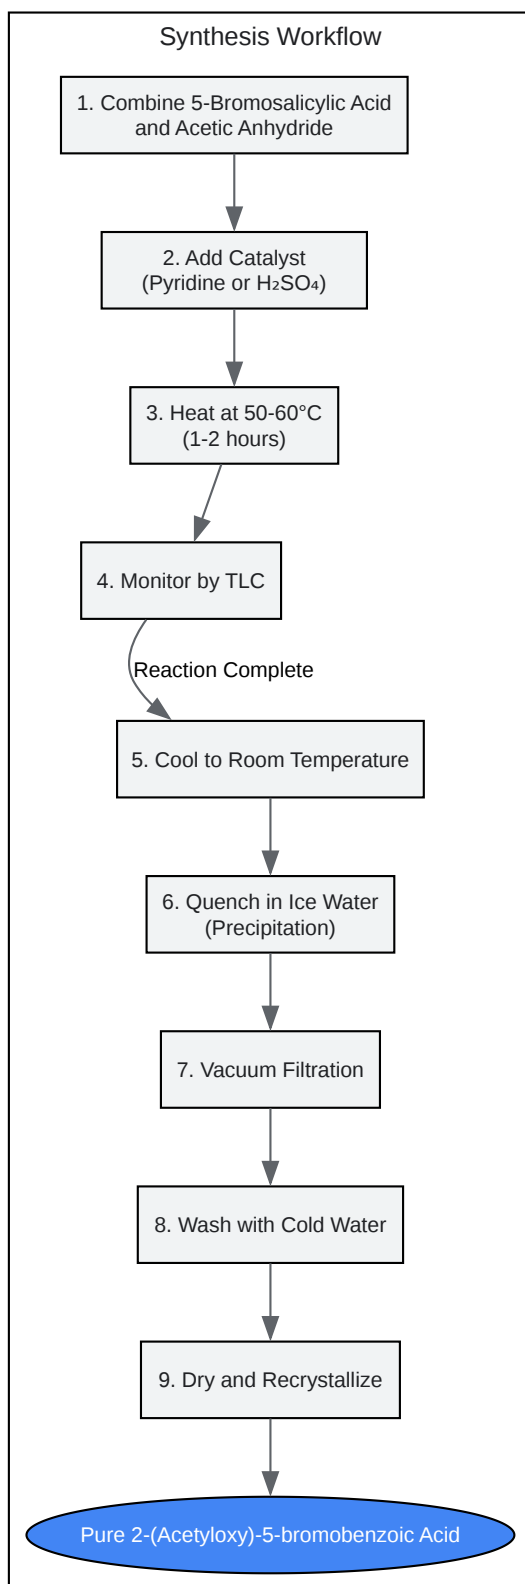 Synthesis Workflow
1. Combine 5-Bromosalicylic Acid
and Acetic Anhydride
2. Add Catalyst
(Pyridine or H₂SO₄)
3. Heat at 50-60°C
(1-2 hours)
4. Monitor by TLC
Reaction Complete
5. Cool to Room Temperature
6. Quench in Ice Water
(Precipitation)
7. Vacuum Filtration
8. Wash with Cold Water
9. Dry and Recrystallize
Pure 2-(Acetyloxy)-5-bromobenzoic Acid